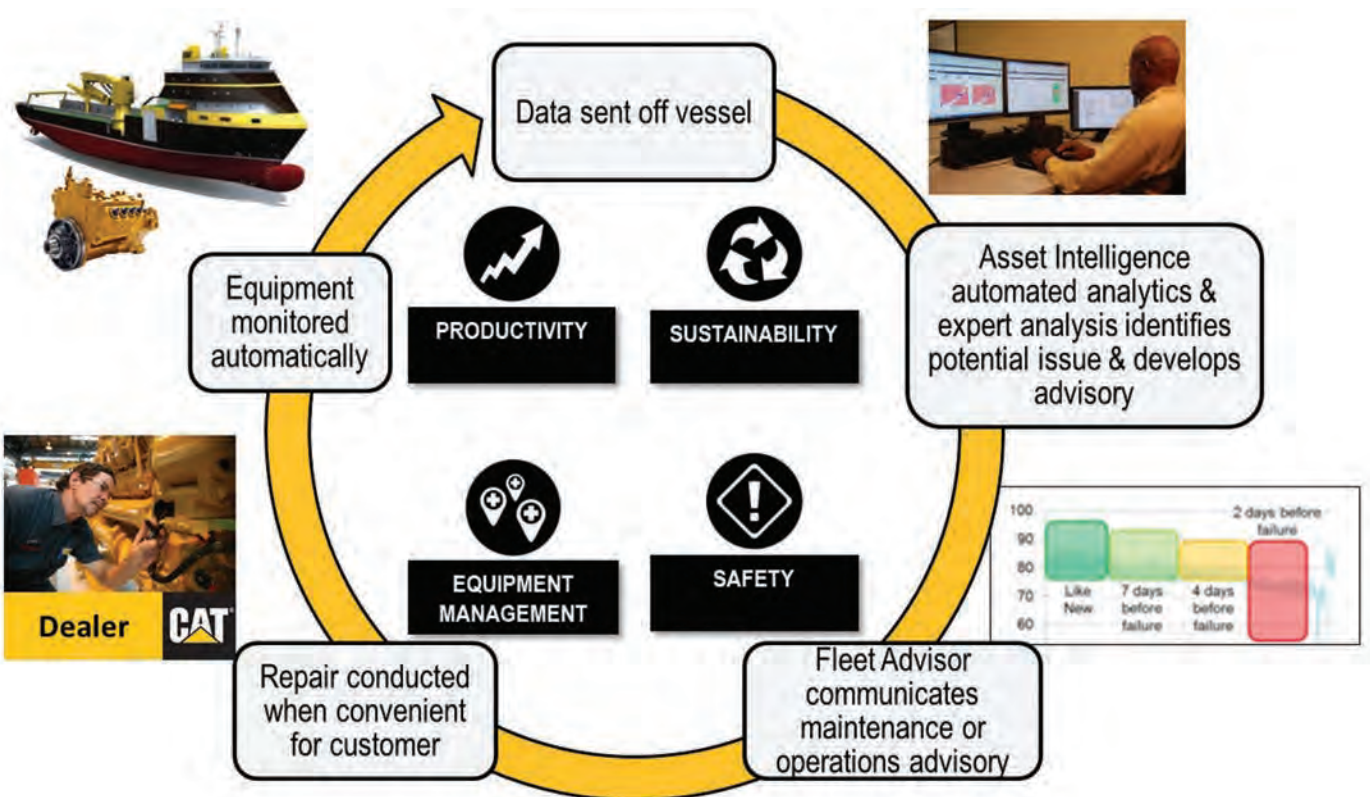 Data sent off vessel
Asset Intelligence
automated analytics &
expert analysis identifies
potential issue & develops
advisory
Equipment
monitored
automatically
PRODUCTIVITY
SUSTAINABILITY
EQUIPMENT
MANAGEMENT
SAFETY
100
90
80
70
60
2 days before
failure
Like
New
7 days
before
failure
4 days
before
failure
Dealer
CAT
Repair conducted
when convenient
for customer
Fleet Advisor
communicates
maintenance or
operations advisory